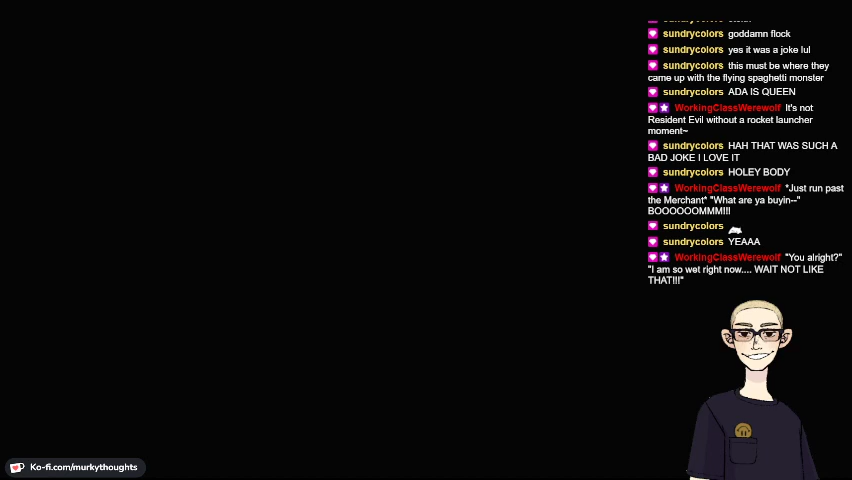 sundrycolors goddamn flock
sundrycolors yes it was a joke lul
sundrycolors this must be where they
came up with the flying spaghetti monster
sundrycolors ADA IS QUEEN
WorkingClassWerewolf It's not
Resident Evil without a rocket launcher
moment~
sundrycolors HAH THAT WAS SUCH A
BAD JOKE I LOVE IT
sundrycolors HOLEY BODY
WorkingClassWerewolf *Just run past
the Merchant* "What are ya buyin--"
BOOOOOOMMM!!!
sundrycolors
sundrycolors YEAAA
WorkingClassWerewolf "You alright?"
"I am so wet right now.... WAIT NOT LIKE
THAT!!!"
Ko-fi.com/murkythoughts